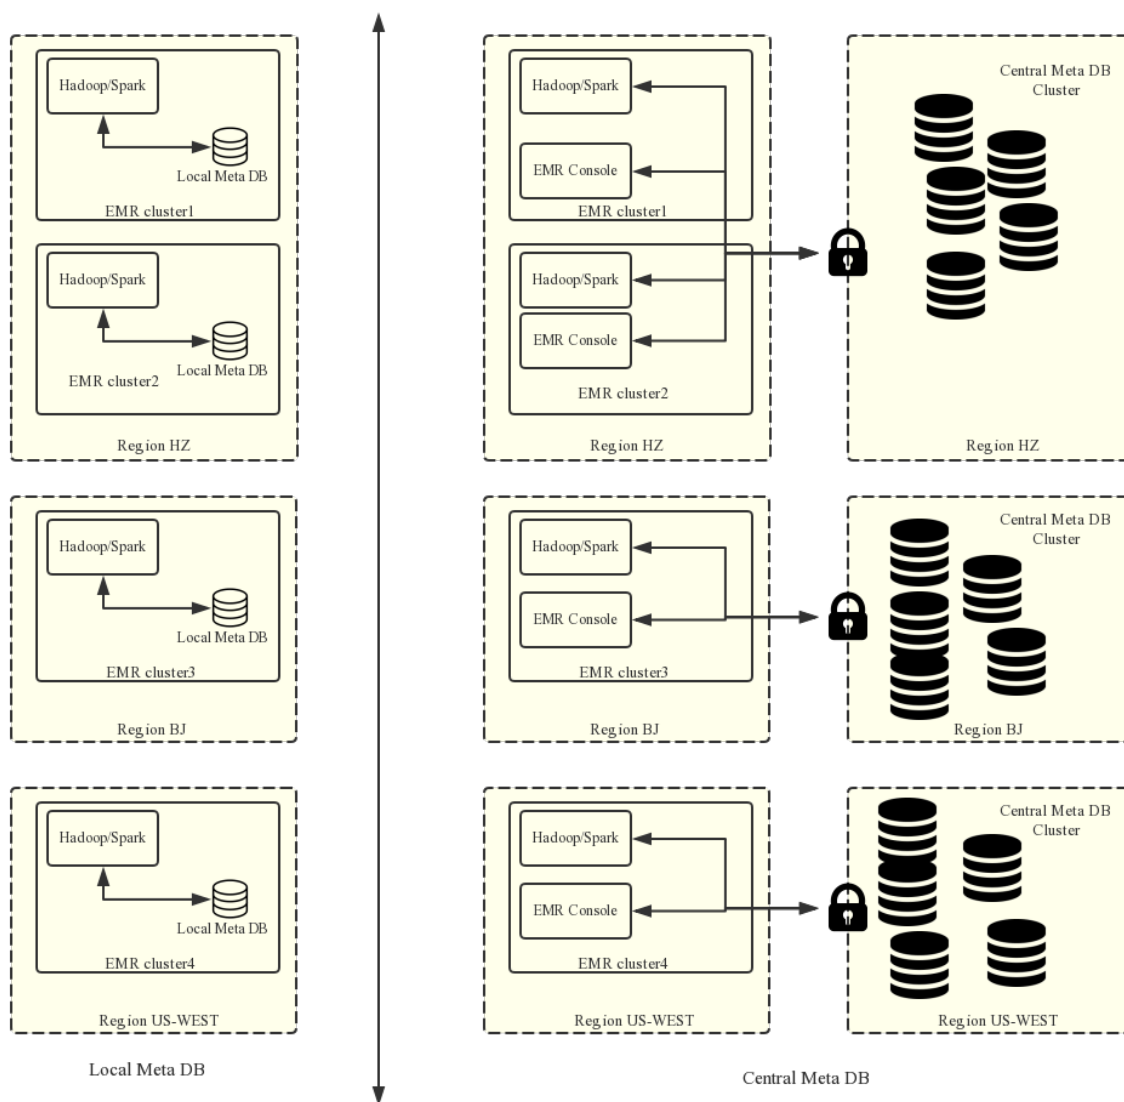 Hadoop/Spark
Local Meta DB
EMR cluster1
Hadoop/Spark
Local Meta DB
EMR cluster2
Region HZ
Hadoop/Spark
Local Meta DB
EMR cluster3
Region BJ
Hadoop/Spark
Local Meta DB
EMR cluster4
Region US-WEST
Local Meta DB
Hadoop/Spark
EMR Console
EMR cluster1
Hadoop/Spark
EMR Console
EMR cluster2
Region HZ
Central Meta DB
Cluster
Region HZ
Hadoop/Spark
EMR Console
EMR cluster3
Region BJ
Central Meta DB
Cluster
Region BJ
Hadoop/Spark
EMR Console
EMR cluster4
Region US-WEST
Central Meta DB
Cluster
Region US-WEST
Central Meta DB